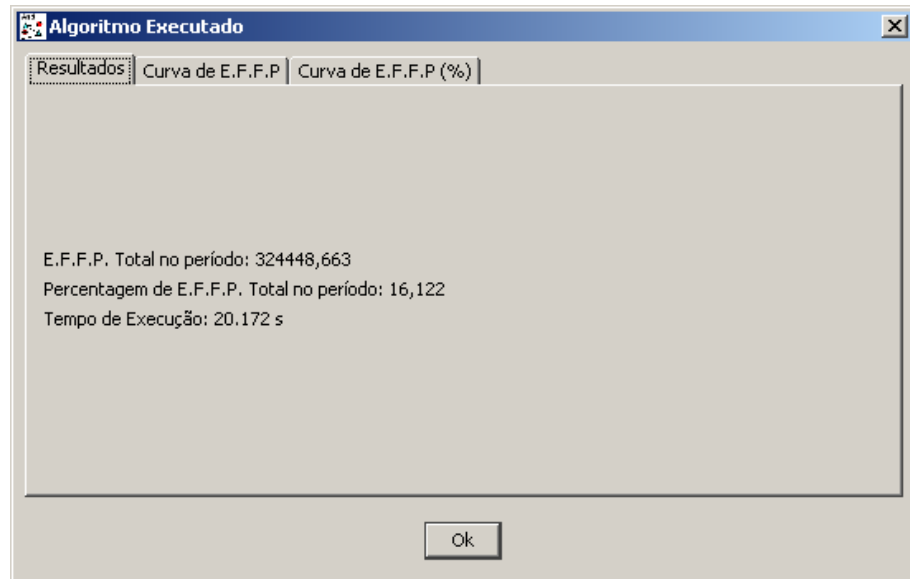 Algoritmo Executado
Resultados Curva de E.F.F.P Curva de E.F.F.P (%)
E.F.F.P. Total no período: 324448,663
Percentagem de E.F.F.P. Total no período: 16,122
Tempo de Execução: 20.172 s
Ok